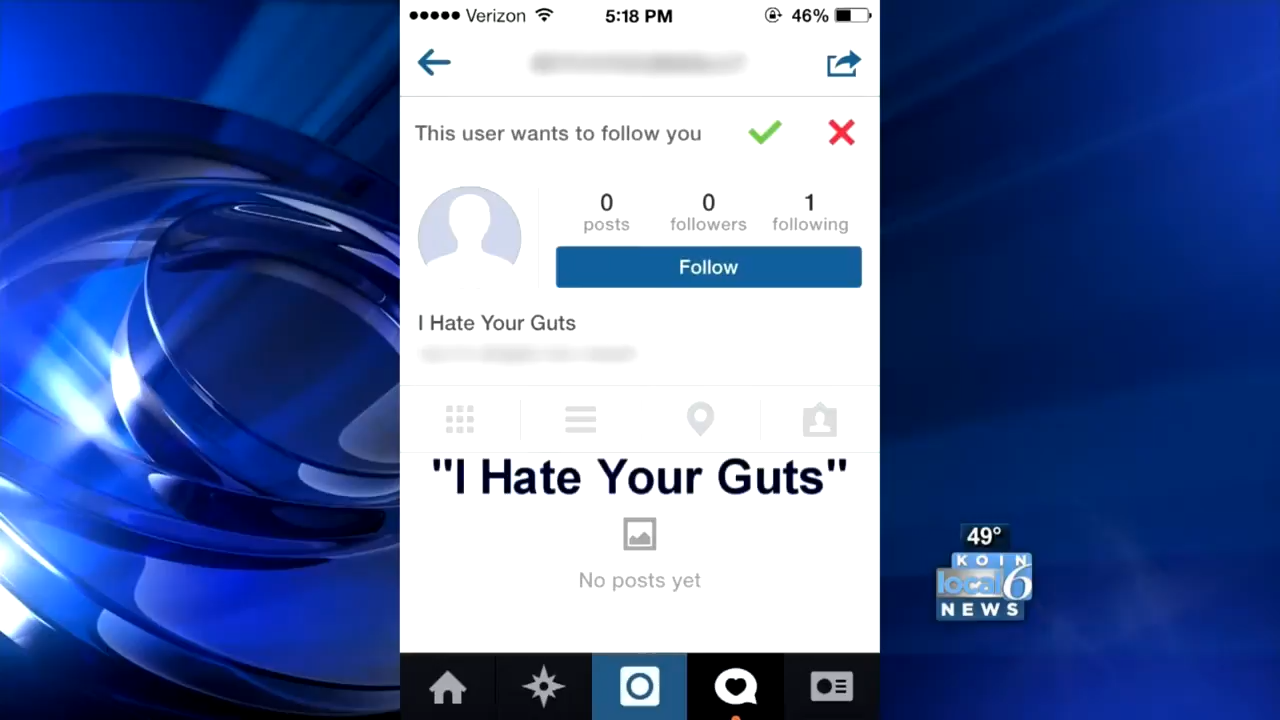 Verizon 5:18 PM 46%
This user wants to follow you
0 0 1
posts followers following
Follow
I Hate Your Guts
"I Hate Your Guts"
No posts yet
49°
KOIN
local 6
NEWS